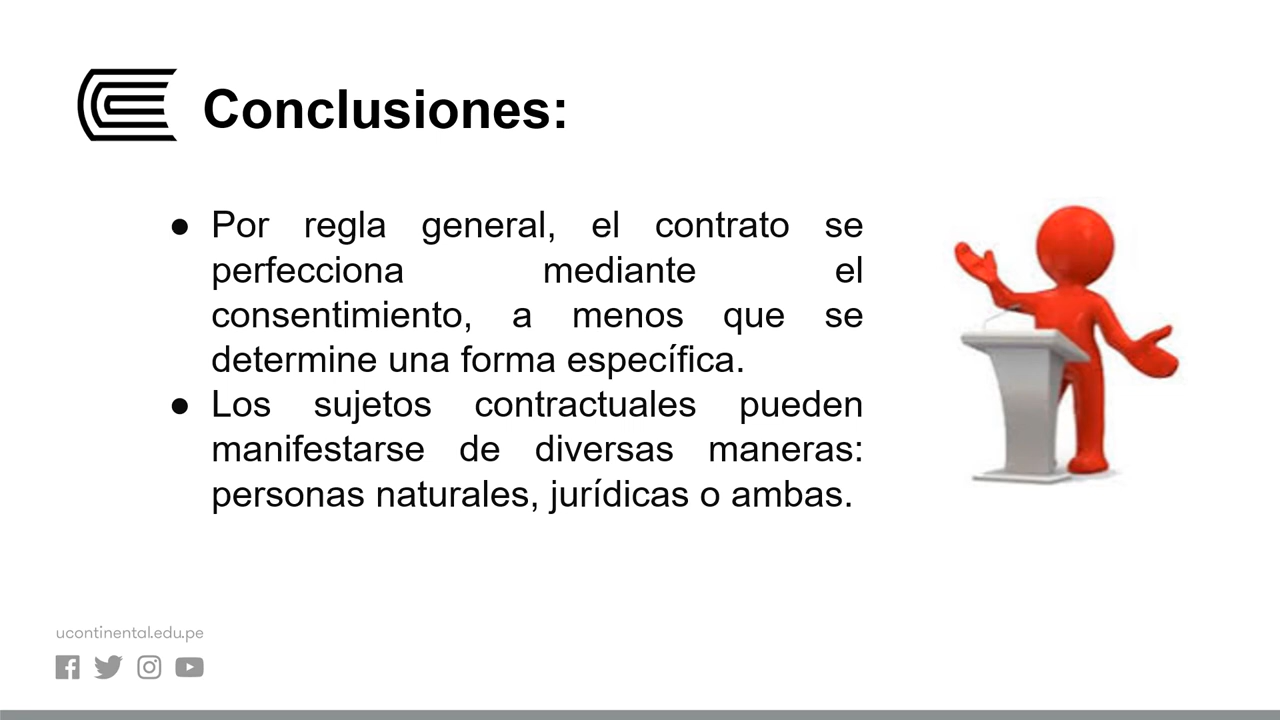 Conclusiones:
● Por regla general, el contrato se
perfecciona mediante el
consentimiento, a menos que se
determine una forma específica.
● Los sujetos contractuales pueden
manifestarse de diversas maneras:
personas naturales, jurídicas o ambas.
ucontinental.edu.pe